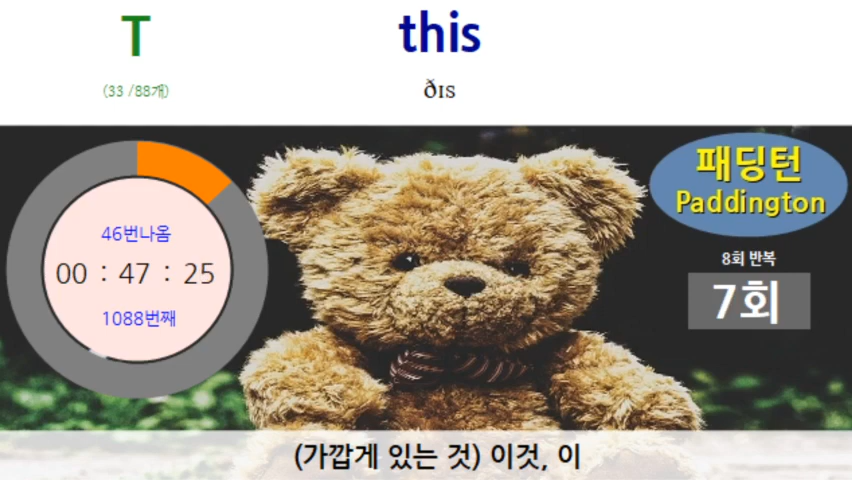 T
this
(33 /88개)
ðɪs
패딩턴
Paddington
46번나옴
00 : 47 : 25
1088번째
8회 반복
7회
(가깝게 있는 것) 이것, 이